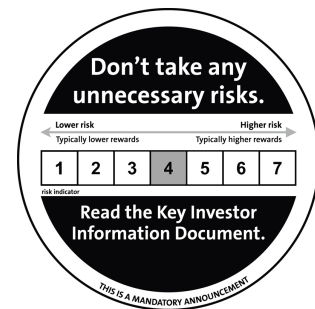 Don't take any
unnecessary risks.
Lower risk Higher risk
Typically lower rewards Typically higher rewards
1 2 3 4 5 6 7
risk indicator
Read the Key Investor
Information Document.
THIS IS A MANDATORY ANNOUNCEMENT